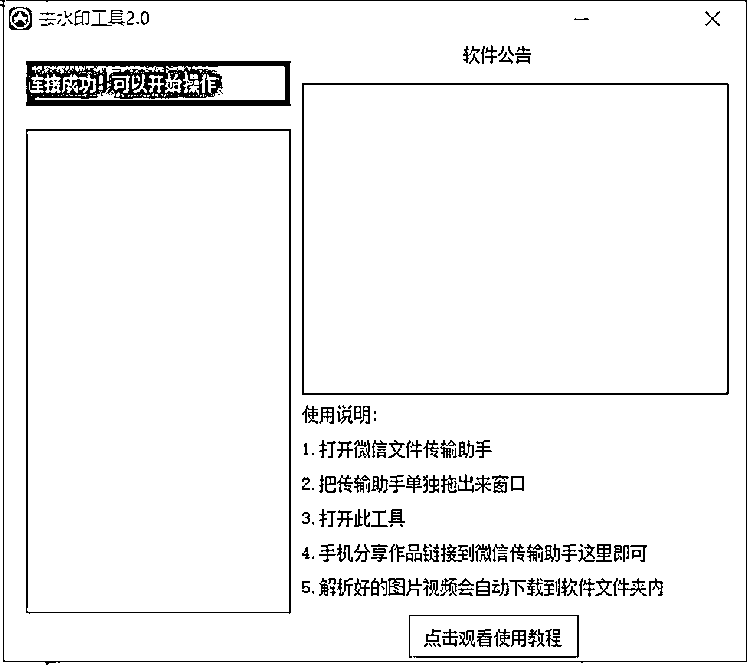 去水印工具2.0
软件公告
连接成功！可以开始操作
使用说明：
1.打开微信文件传输助手
2.把传输助手单独拖出来窗口
3.打开此工具
4.手机分享作品链接到微信传输助手这里即可
5.解析好的图片视频会自动下载到软件文件夹内
点击观看使用教程